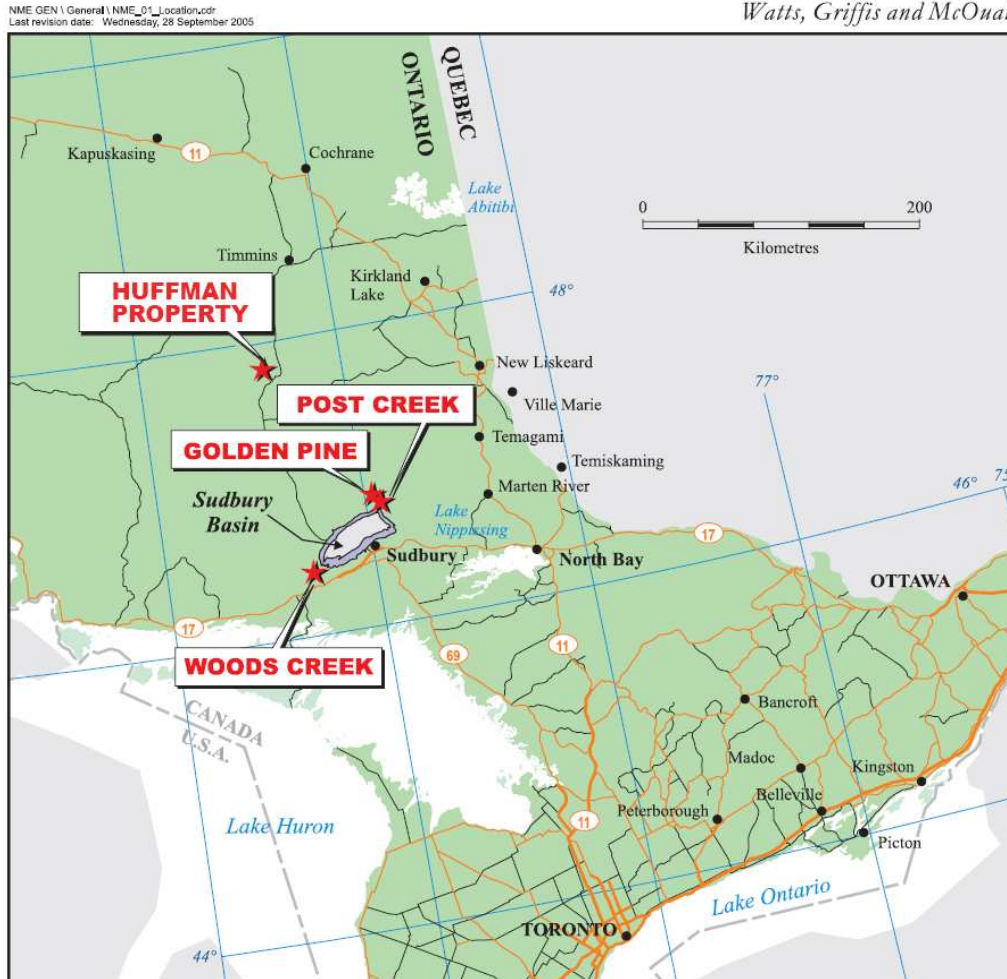 NME GEN \ General \ NME_01_Location.cdr
Last revision date: Wednesday, 28 September 2005
Watts, Griffis and McOuat
ONTARIO
QUEBEC
Kapuskasing
11
Cochrane
Lake
Abitibi
0
200
Kilometres
Timmins
Kirkland
Lake
48°
HUFFMAN
PROPERTY
New Liskeard
77°
Ville Marie
POST CREEK
Temagami
GOLDEN PINE
Temiskaming
46°
75
Marten River
Sudbury
Basin
Lake
Nippissing
17
Sudbury
North Bay
OTTAWA
17
69
11
WOODS CREEK
CANADA
U.S.A.
Bancroft
Madoc
Kingston
Belleville
Peterborough
Lake Huron
11
Picton
Lake Ontario
TORONTO
44°